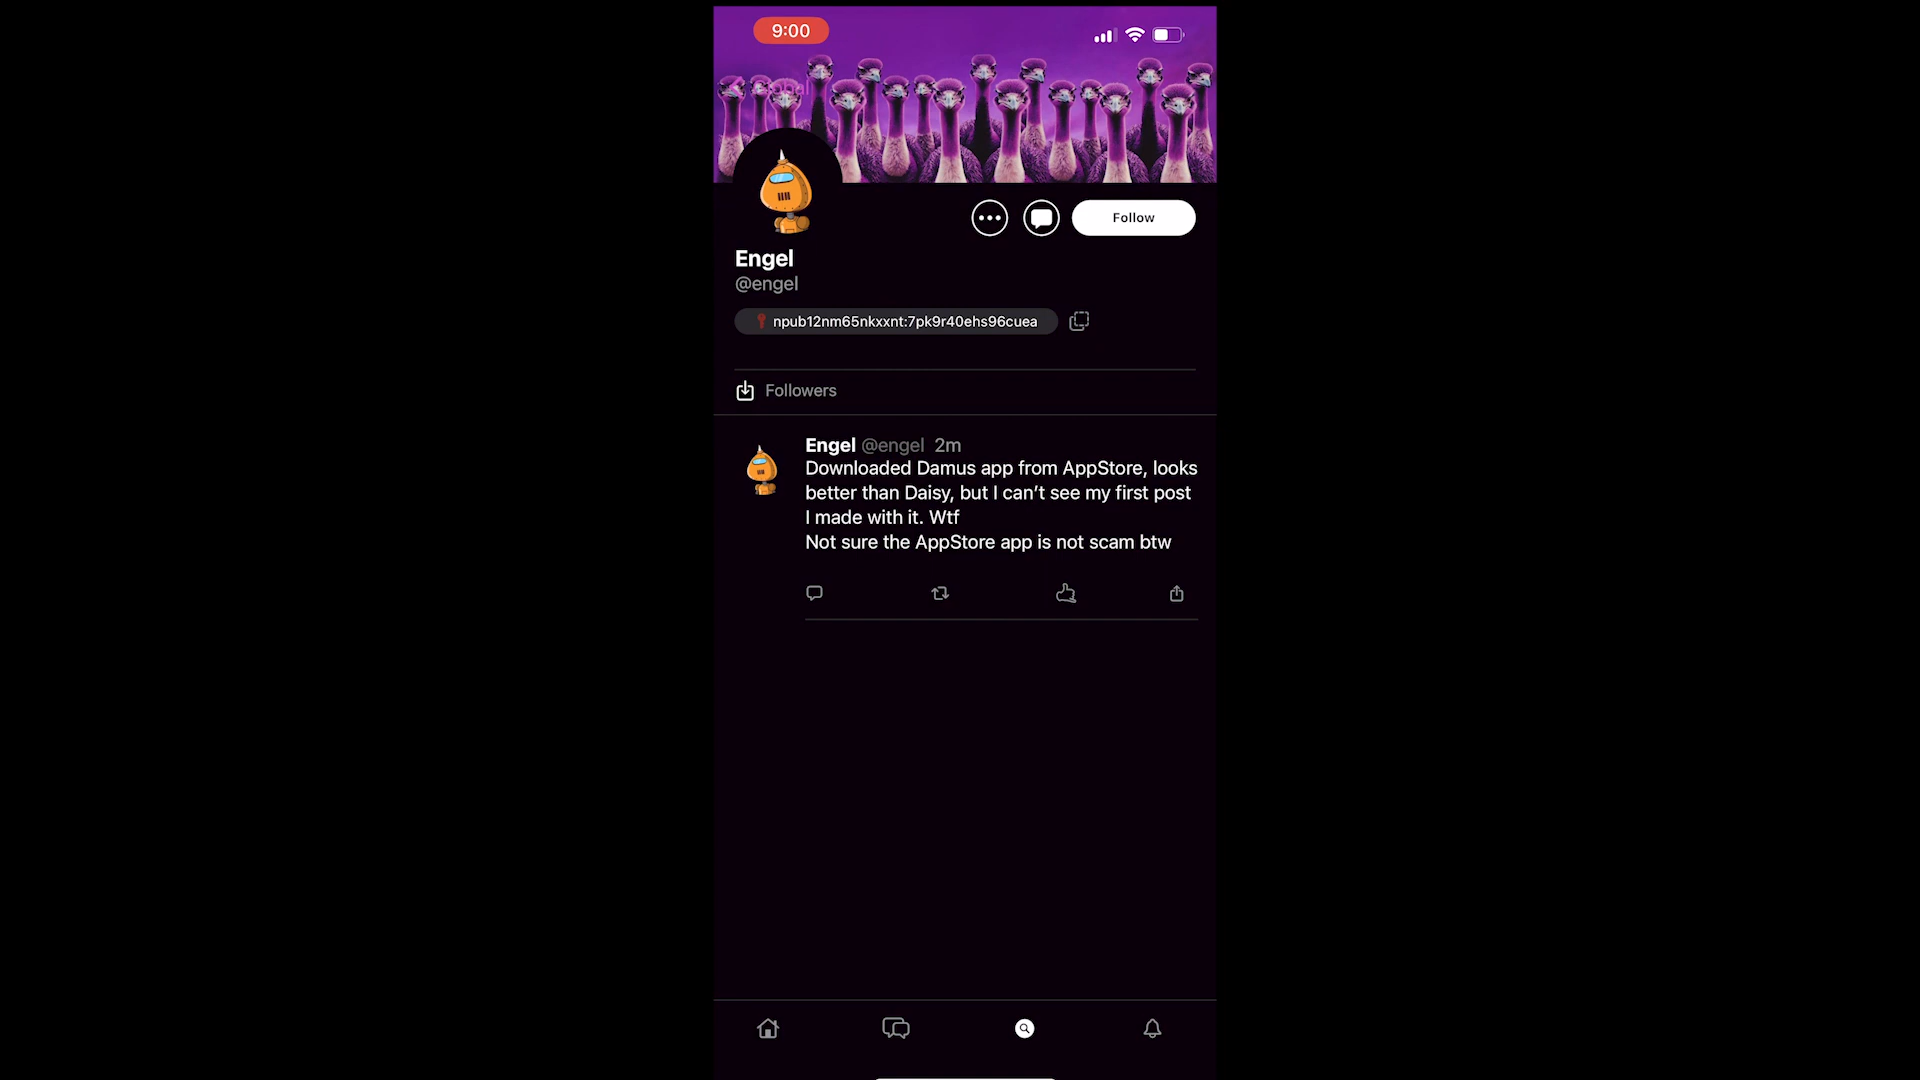 9:00
Global
Follow
Engel
@engel
npub12nm65nkxxnt:7pk9r40ehs96cuea
Followers
Engel @engel 2m
Downloaded Damus app from AppStore, looks
better than Daisy, but I can’t see my first post
I made with it. Wtf
Not sure the AppStore app is not scam btw